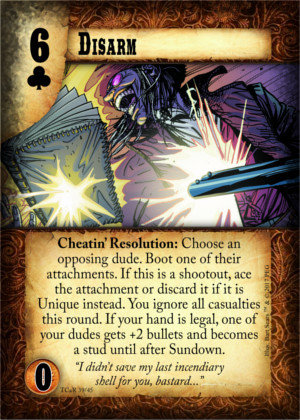 6
DISARM
Cheatin' Resolution: Choose an
opposing dude. Boot one of their
attachments. If this is a shootout, ace
the attachment or discard it if it is
Unique instead. You ignore all casualties
this round. If your hand is legal, one of
your dudes gets +2 bullets and becomes
a stud until after Sundown.
"I didn't save my last incendiary
shell for you, bastard..."
0